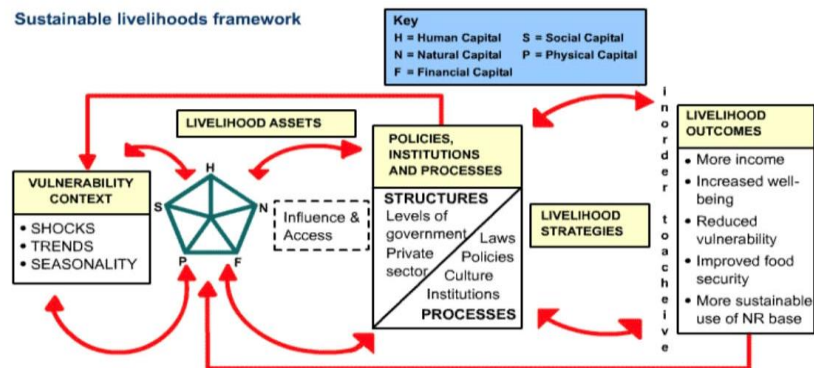 Sustainable livelihoods framework
Key
H = Human Capital S = Social Capital
N = Natural Capital P = Physical Capital
F = Financial Capital
LIVELIHOOD ASSETS
VULNERABILITY
CONTEXT
• SHOCKS
• TRENDS
• SEASONALITY
H
S
N
P
F
Influence &
Access
POLICIES,
INSTITUTIONS
AND PROCESSES
STRUCTURES
Levels of
government
Private
sector
Laws
Policies
Culture
Institutions
PROCESSES
LIVELIHOOD
STRATEGIES
inorder toacheive
LIVELIHOOD
OUTCOMES
• More income
• Increased well-
being
• Reduced
vulnerability
• Improved food
security
• More sustainable
use of NR base